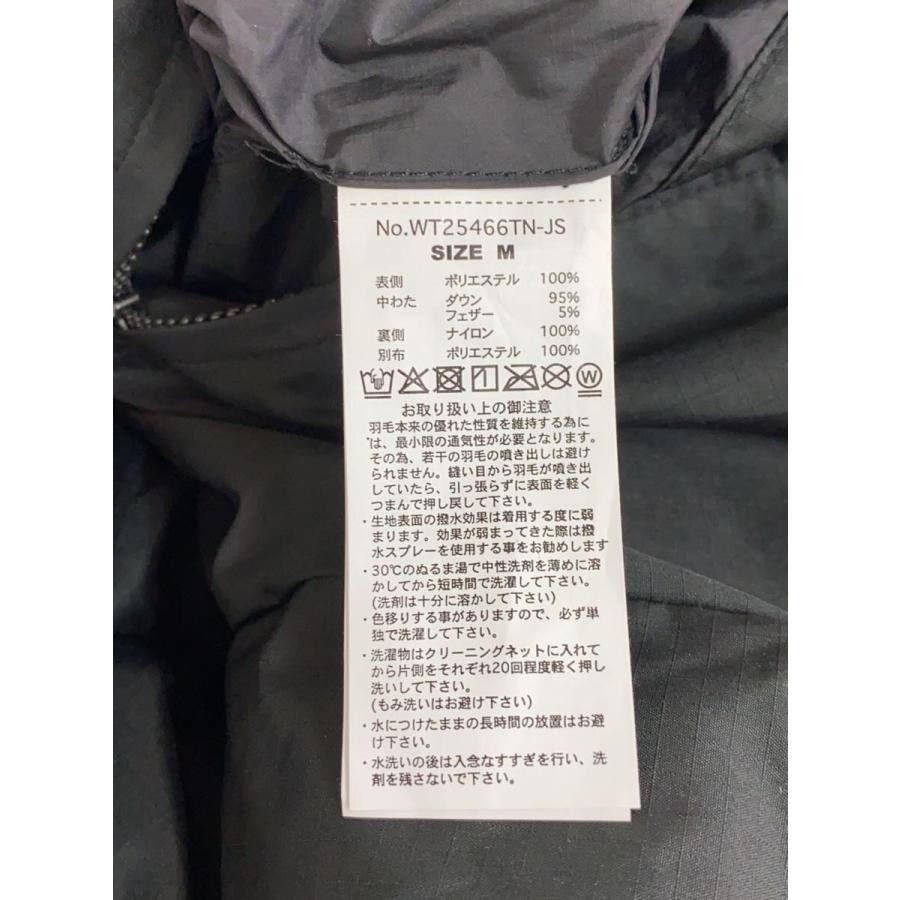 No.WT25466TN-JS
SIZE M
表側 ポリエステル 100%
中わた ダウン 95%
フェザー 5%
裏側 ナイロン 100%
別布 ポリエステル 100%
W
お取り扱い上の御注意
羽毛本来の優れた性質を維持する為に
は、最小限の通気性が必要となります。
その為、若干の羽毛の噴き出しは避け
られません。縫い目から羽毛が噴き出
していたら、引っ張らずに表面を軽く
つまんで押し戻して下さい。
・生地表面の撥水効果は着用する度に弱
まります。効果が弱まってきた際は撥
水スプレーを使用する事をお勧めします
・30℃のぬるま湯で中性洗剤を薄めに溶
かしてから短時間で洗濯して下さい。
(洗剤は十分に溶かして下さい)
・色移りする事がありますので、必ず単
独で洗濯して下さい。
・洗濯物はクリーニングネットに入れて
から片側をそれぞれ20回程度軽く押し
洗いして下さい。
(もみ洗いはお避け下さい)
・水につけたままの長時間の放置はお避
け下さい。
・水洗いの後は入念なすすぎを行い、洗
剤を残さないで下さい。